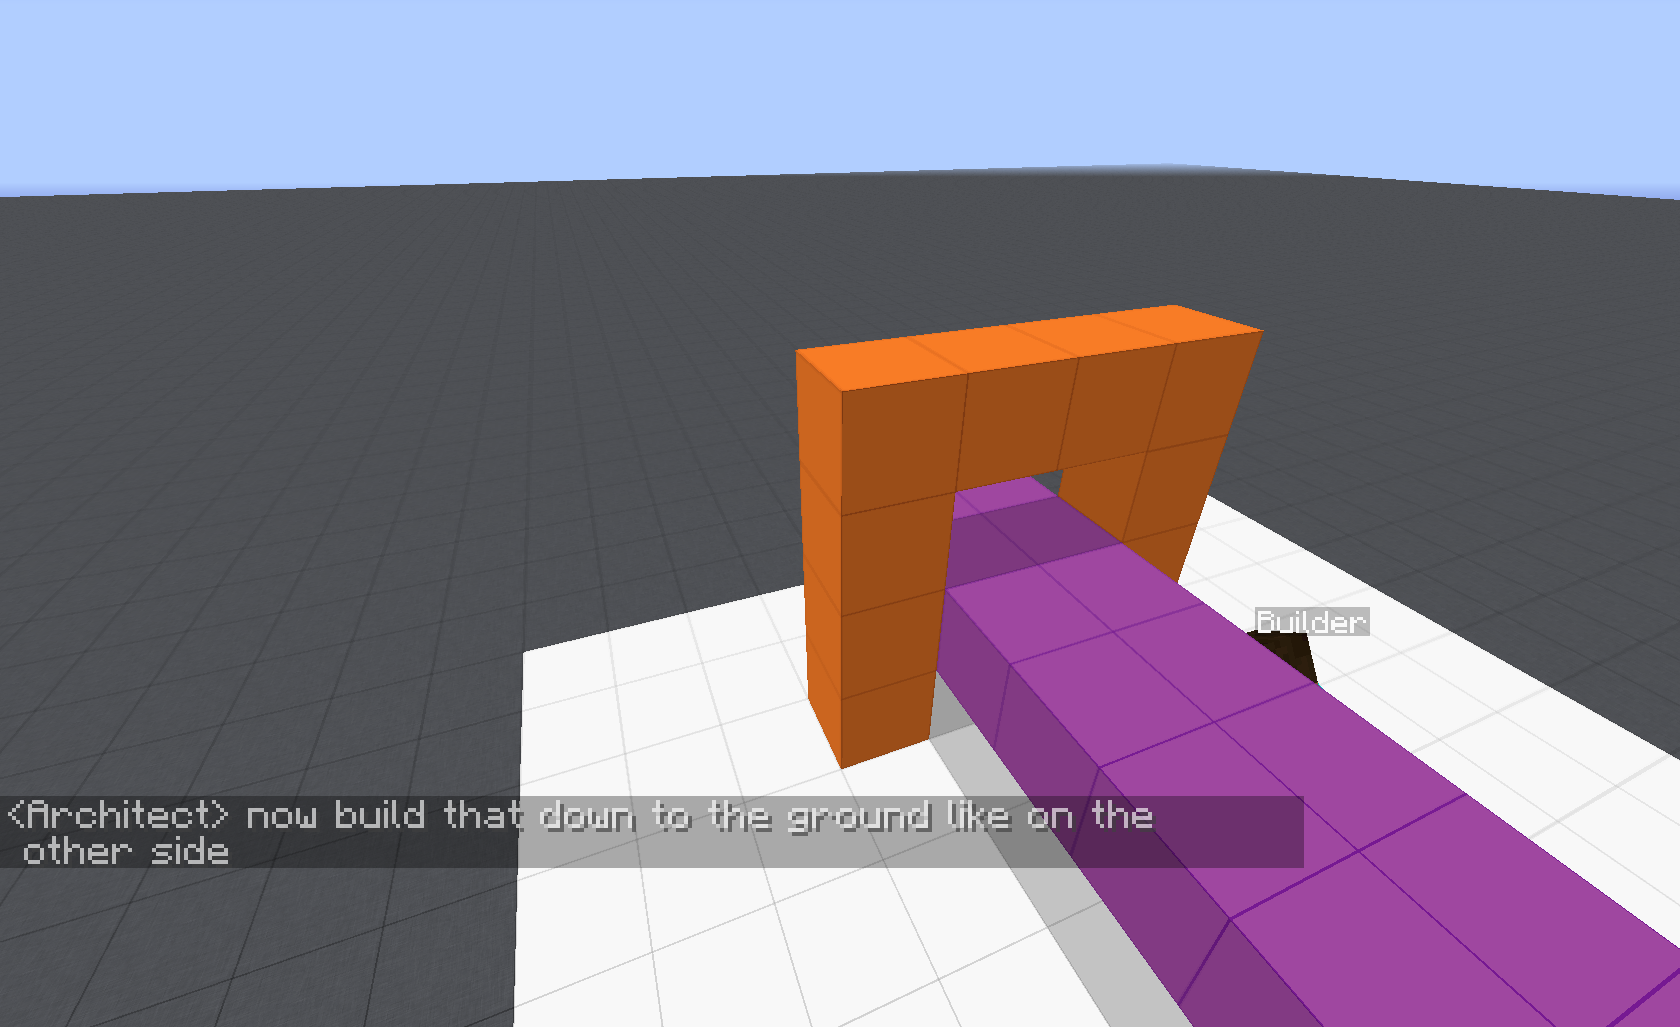 Builder
<Architect> now build that down to the ground like on the
other side